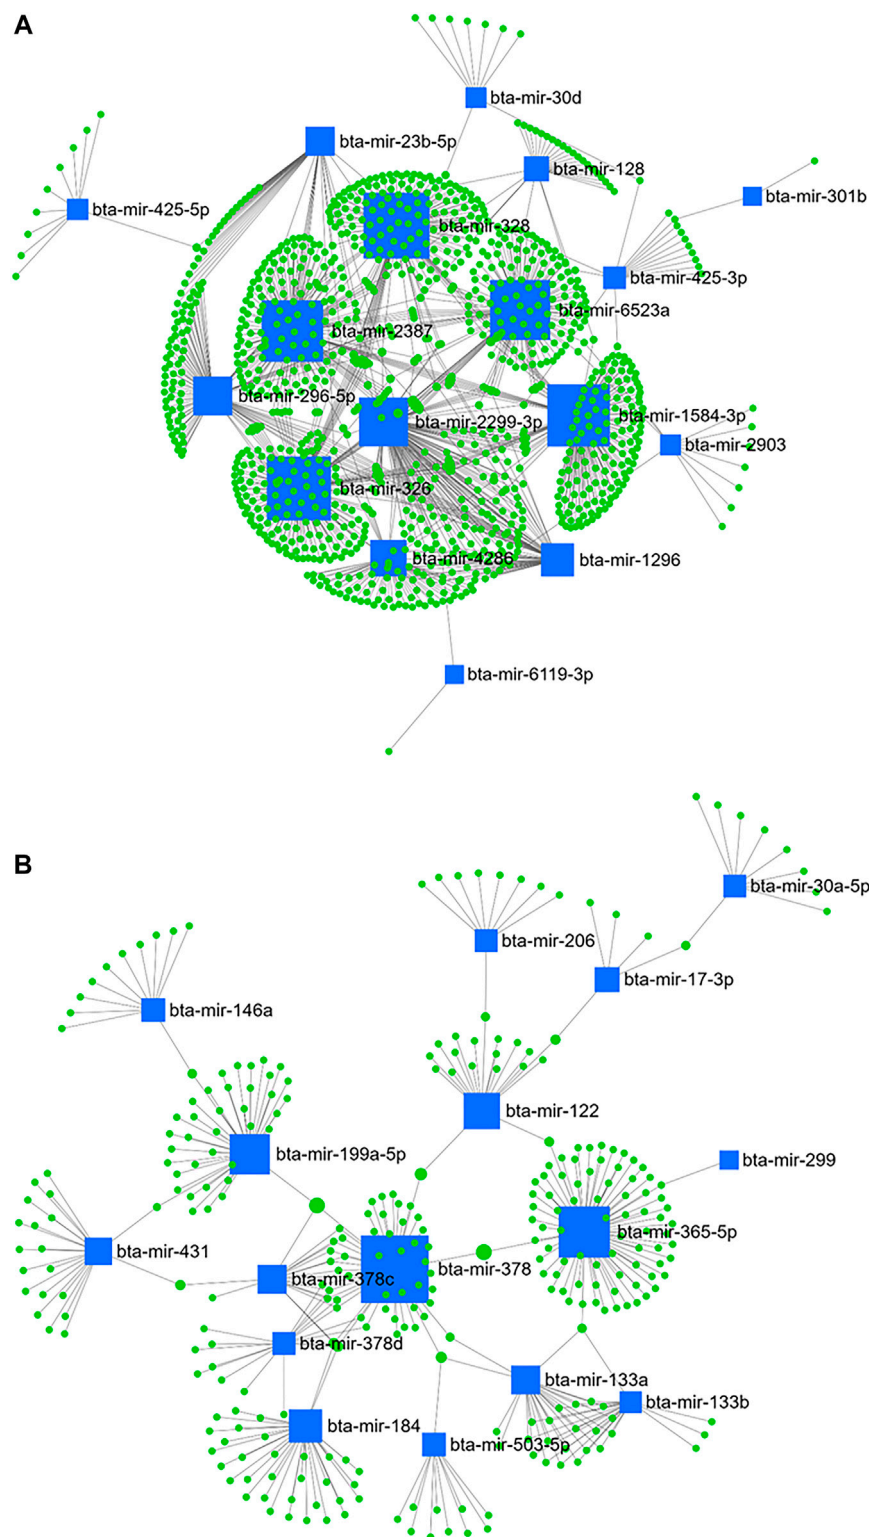 A
bta-mir-30d
bta-mir-23b-5p
bta-mir-128
bta-mir-301b
bta-mir-425-5p
bta-mir-328
bta-mir-425-3p
bta-mir-6523a
bta-mir-2387
bta-mir-296-5p
bta-mir-2299-3p
bta-mir-1584-3p
bta-mir-2903
bta-mir-326
bta-mir-4286
bta-mir-1296
bta-mir-6119-3p
B
bta-mir-30a-5p
bta-mir-206
bta-mir-17-3p
bta-mir-146a
bta-mir-122
bta-mir-199a-5p
bta-mir-299
bta-mir-365-5p
bta-mir-431
bta-mir-378
bta-mir-378c
bta-mir-378d
bta-mir-133a
bta-mir-133b
bta-mir-184
bta-mir-503-5p